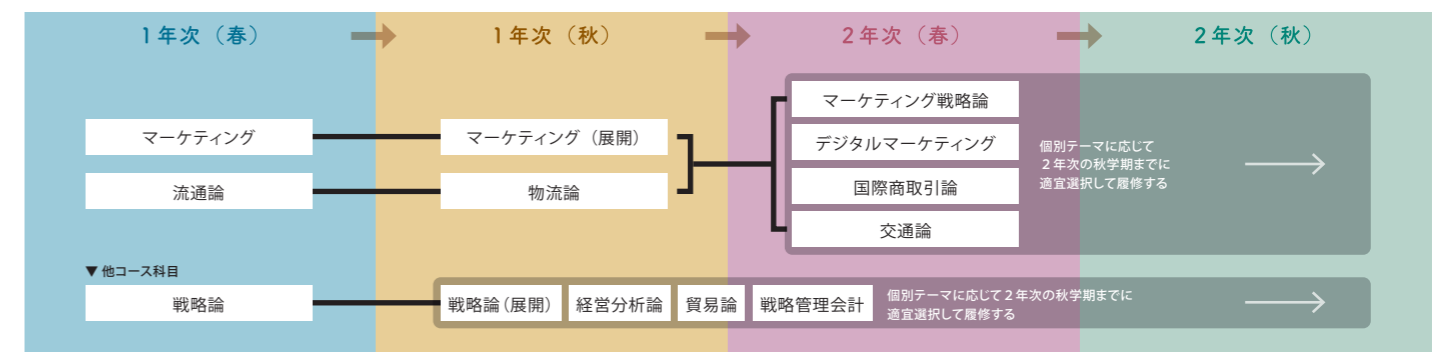 1年次（春）
1年次（秋）
2年次（春）
2年次（秋）
マーケティング
マーケティング（展開）
流通論
物流論
マーケティング戦略論
デジタルマーケティング
国際商取引論
交通論
個別テーマに応じて
２年次の秋学期までに
適宜選択して履修する
▼ 他コース科目
戦略論
戦略論（展開）
経営分析論
貿易論
戦略管理会計
個別テーマに応じて２年次の秋学期までに
適宜選択して履修する